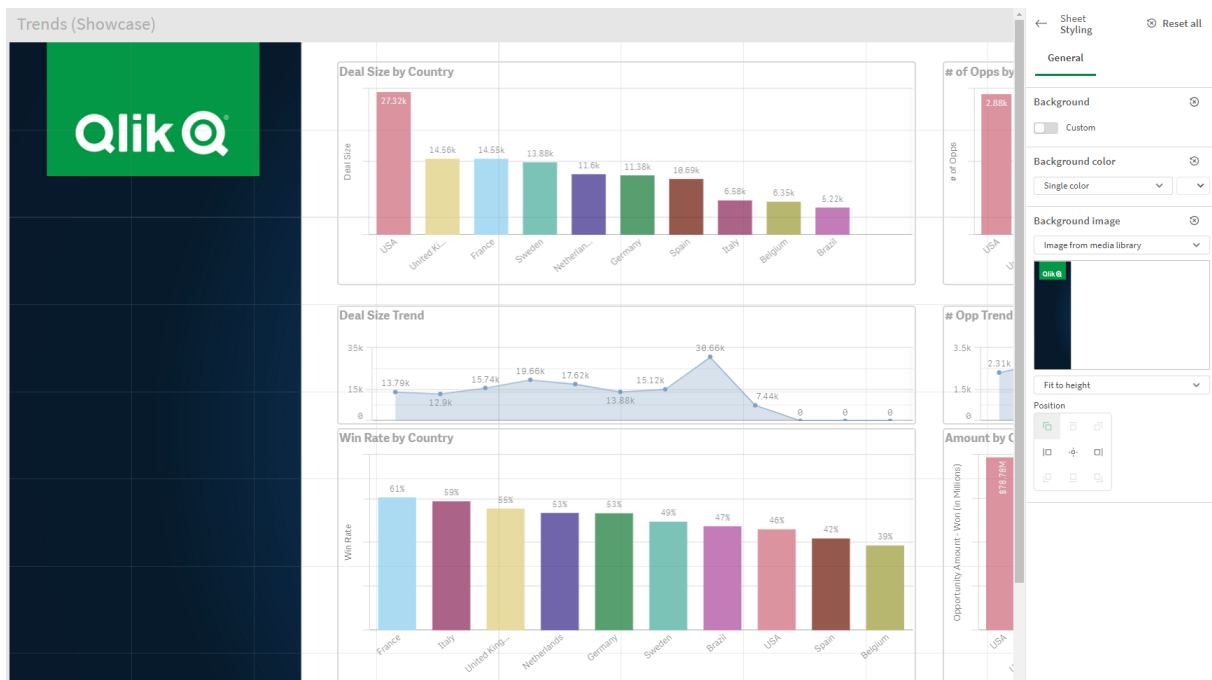 Trends (Showcase)
Qlik
Deal Size by Country
Deal Size
27.32k
14.56k
14.55k
13.88k
11.6k
11.38k
10.69k
6.58k
6.35k
5.22k
USA
United Ki...
France
Sweden
Netherlan...
Germany
Spain
Italy
Belgium
Brazil
# of Opps by
# of Opps
2.88k
USA
Deal Size Trend
35k
15k
0
13.79k
12.9k
15.74k
19.66k
17.62k
13.88k
15.12k
30.66k
7.44k
0
0
0
# Opp Trend
3.5k
1.5k
0
2.31k
Win Rate by Country
Win Rate
61%
59%
55%
53%
53%
49%
47%
46%
42%
39%
France
Italy
United King...
Netherlands
Germany
Sweden
Brazil
USA
Spain
Belgium
Amount by C
Opportunity Amount - Won (in Millions)
$78.78M
USA
Sheet
Styling
Reset all
General
Background
Custom
Background color
Single color
Background image
Image from media library
Qlik
Fit to height
Position